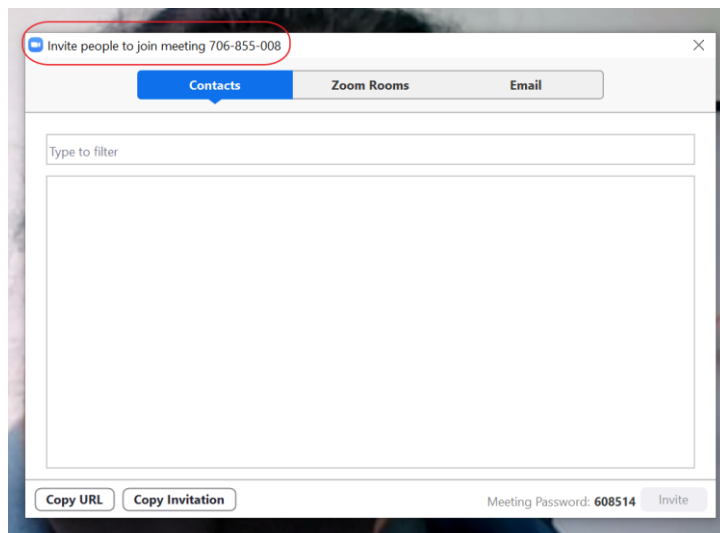 Invite people to join meeting 706-855-008
Contacts Zoom Rooms Email
Type to filter
Copy URL Copy Invitation Meeting Password: 608514 Invite